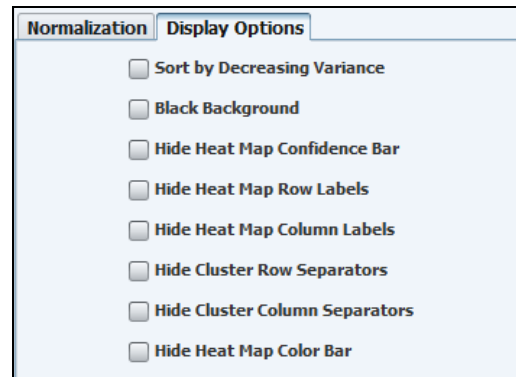 Normalization Display Options
Sort by Decreasing Variance
Black Background
Hide Heat Map Confidence Bar
Hide Heat Map Row Labels
Hide Heat Map Column Labels
Hide Cluster Row Separators
Hide Cluster Column Separators
Hide Heat Map Color Bar